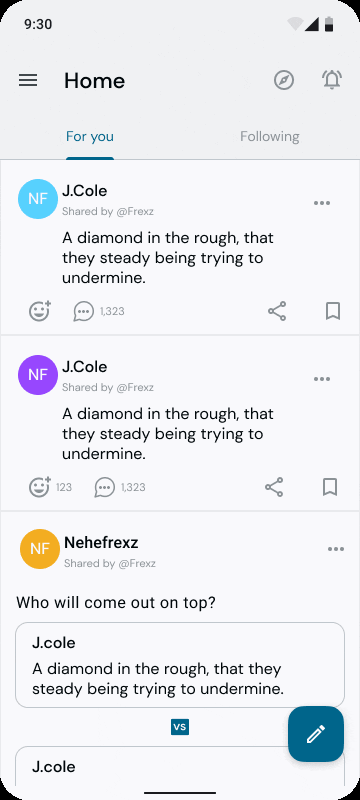 9:30
Home
For you
Following
NF
J.Cole
Shared by @Frexz
A diamond in the rough, that
they steady being trying to
undermine.
1,323
NF
J.Cole
Shared by @Frexz
A diamond in the rough, that
they steady being trying to
undermine.
123
1,323
NF
Nehefrexz
Shared by @Frexz
Who will come out on top?
J.cole
A diamond in the rough, that they
steady being trying to undermine.
VS
J.cole